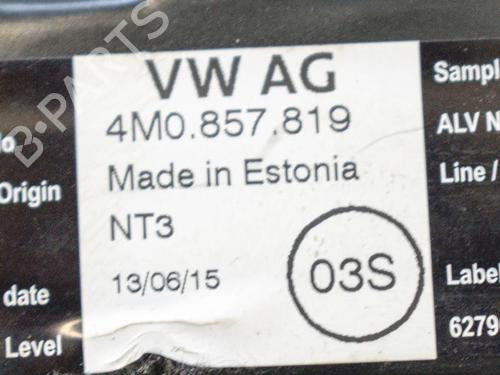 VW AG
Sampl
4M0.857.819
ALV N
Made in Estonia
Origin
Line /
NT3
03S
13/06/15
date
Label
Level
6279
B-PARTS